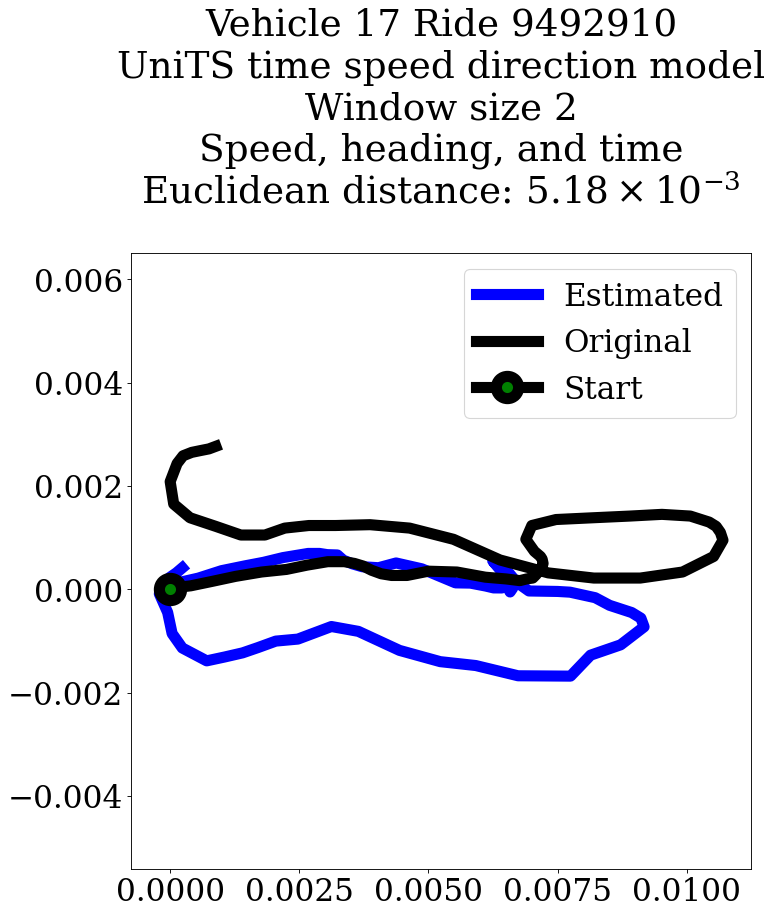 Vehicle 17 Ride 9492910
UniTS time speed direction model
Window size 2
Speed, heading, and time
Euclidean distance: 5.18 × 10⁻³
Estimated
Original
Start
0.006
0.004
0.002
0.000
−0.002
−0.004
0.0000 0.0025 0.0050 0.0075 0.0100